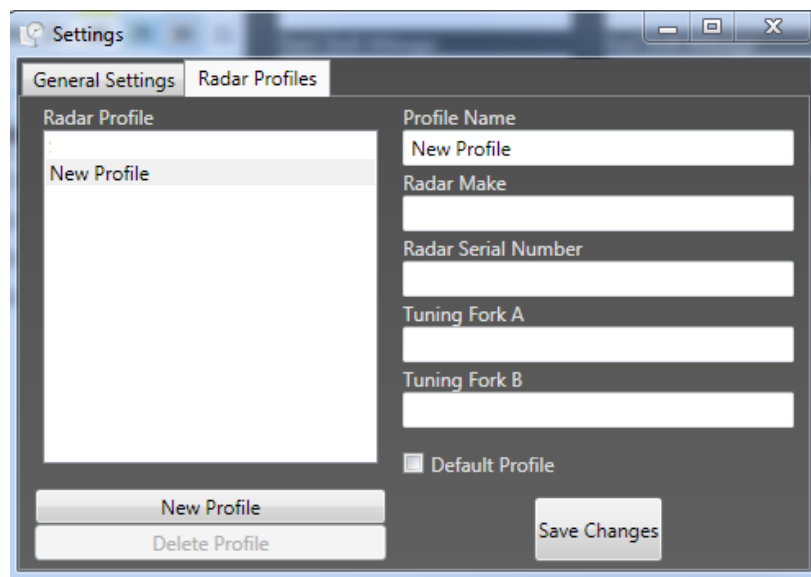 Settings
General Settings
Radar Profiles
Radar Profile
New Profile
Profile Name
New Profile
Radar Make
Radar Serial Number
Tuning Fork A
Tuning Fork B
Default Profile
New Profile
Delete Profile
Save Changes